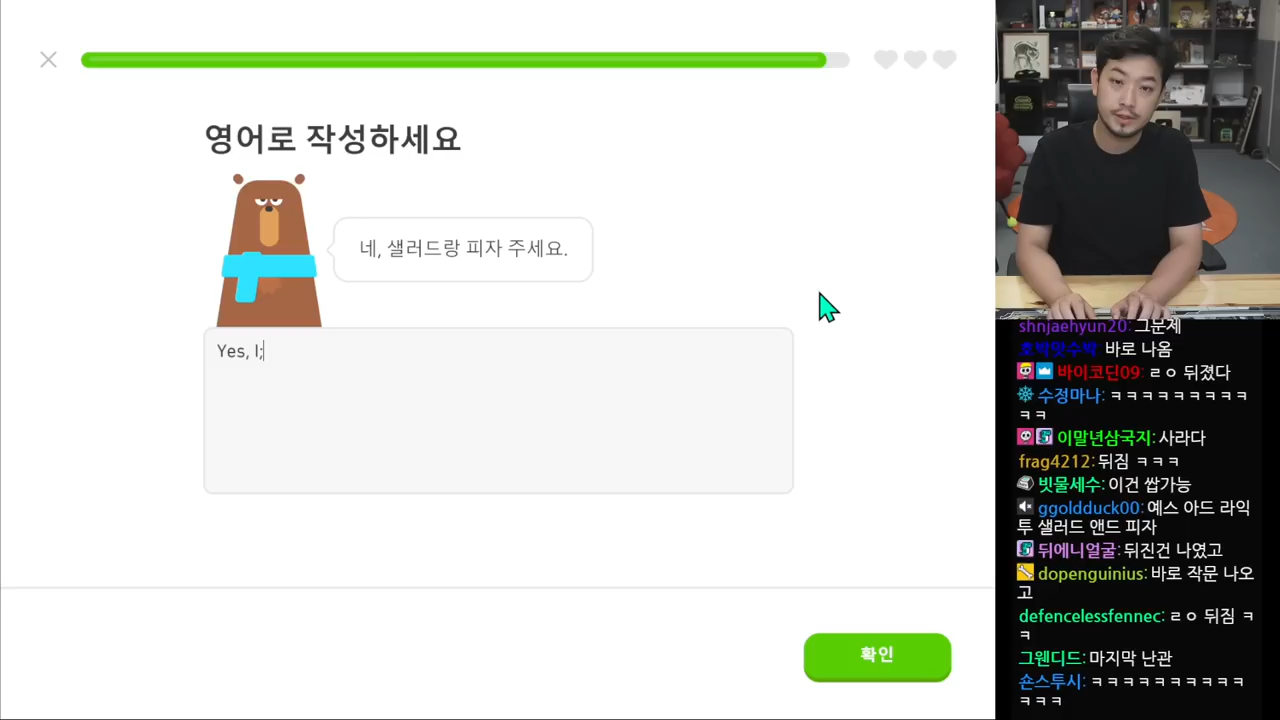 영어로 작성하세요
네, 샐러드랑 피자 주세요.
Yes, I;
확인
shnjaehyun20: 그문제
호박맛수박: 바로 나옴
바이코딘09: ㄹㅇ 뒤졌다
수정마나: ㅋㅋㅋㅋㅋㅋㅋㅋㅋ
ㅋㅋ
이말년삼국지: 사라다
frag4212: 뒤짐 ㅋㅋㅋ
빗물세수: 이건 쌉가능
ggoldduck00: 예스 아드 라익
투 샐러드 앤드 피자
뒤에니얼굴: 뒤진건 나였고
dopenguinius: 바로 작문 나오
고
defencelessfennec: ㄹㅇ 뒤짐 ㅋ
ㅋ
그웬디드: 마지막 난관
숀스투시: ㅋㅋㅋㅋㅋㅋㅋㅋㅋㅋ
ㅋㅋㅋ